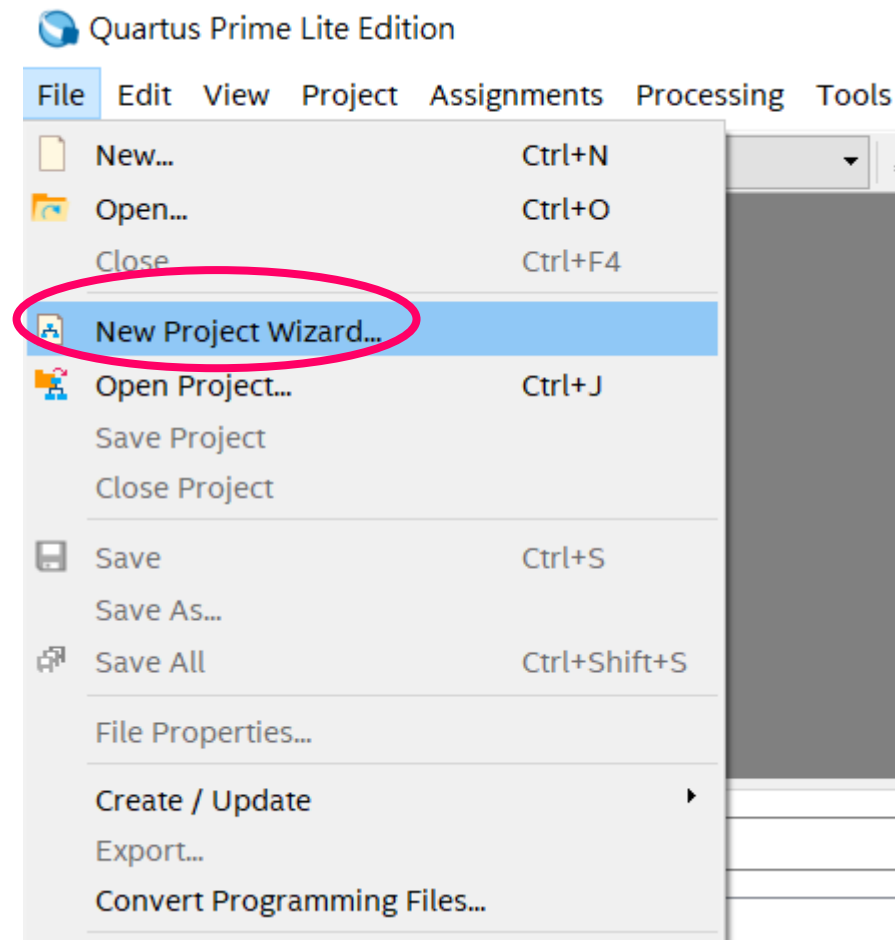 Quartus Prime Lite Edition
File Edit View Project Assignments Processing Tools
New... Ctrl+N
Open... Ctrl+O
Close Ctrl+F4
New Project Wizard...
Open Project... Ctrl+J
Save Project
Close Project
Save Ctrl+S
Save As...
Save All Ctrl+Shift+S
File Properties...
Create / Update
Export...
Convert Programming Files...